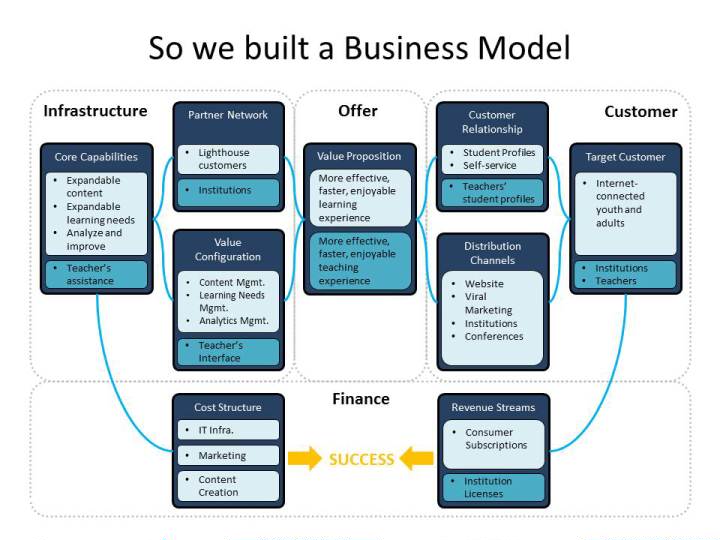 So we built a Business Model
Infrastructure
Offer
Customer
Core Capabilities
• Expandable
content
• Expandable
learning needs
• Analyze and
improve
• Teacher's
assistance
Partner Network
• Lighthouse
customers
• Institutions
Value
Configuration
• Content Mgmt.
• Learning Needs
Mgmt.
• Analytics Mgmt.
• Teacher's
Interface
Value Proposition
More effective,
faster, enjoyable
learning
experience
More effective,
faster, enjoyable
teaching
experience
Customer
Relationship
• Student Profiles
• Self-service
• Teachers'
student profiles
Distribution
Channels
• Website
• Viral
Marketing
• Institutions
• Conferences
Target Customer
• Internet-
connected
youth and
adults
• Institutions
• Teachers
Finance
Cost Structure
• IT Infra.
• Marketing
• Content
Creation
SUCCESS
Revenue Streams
• Consumer
Subscriptions
• Institution
Licenses